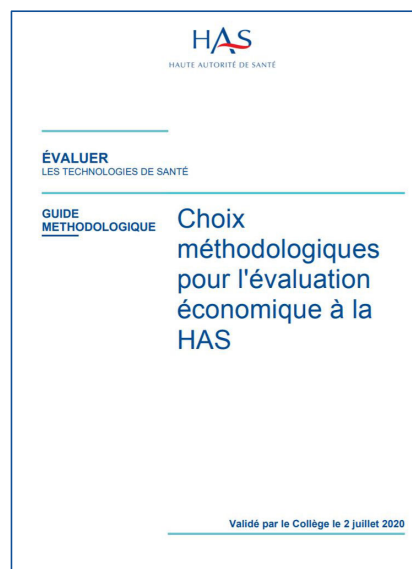 HAS
HAUTE AUTORITÉ DE SANTÉ
ÉVALUER
LES TECHNOLOGIES DE SANTÉ
GUIDE
METHODOLOGIQUE
Choix
méthodologiques
pour l'évaluation
économique à la
HAS
Validé par le Collège le 2 juillet 2020